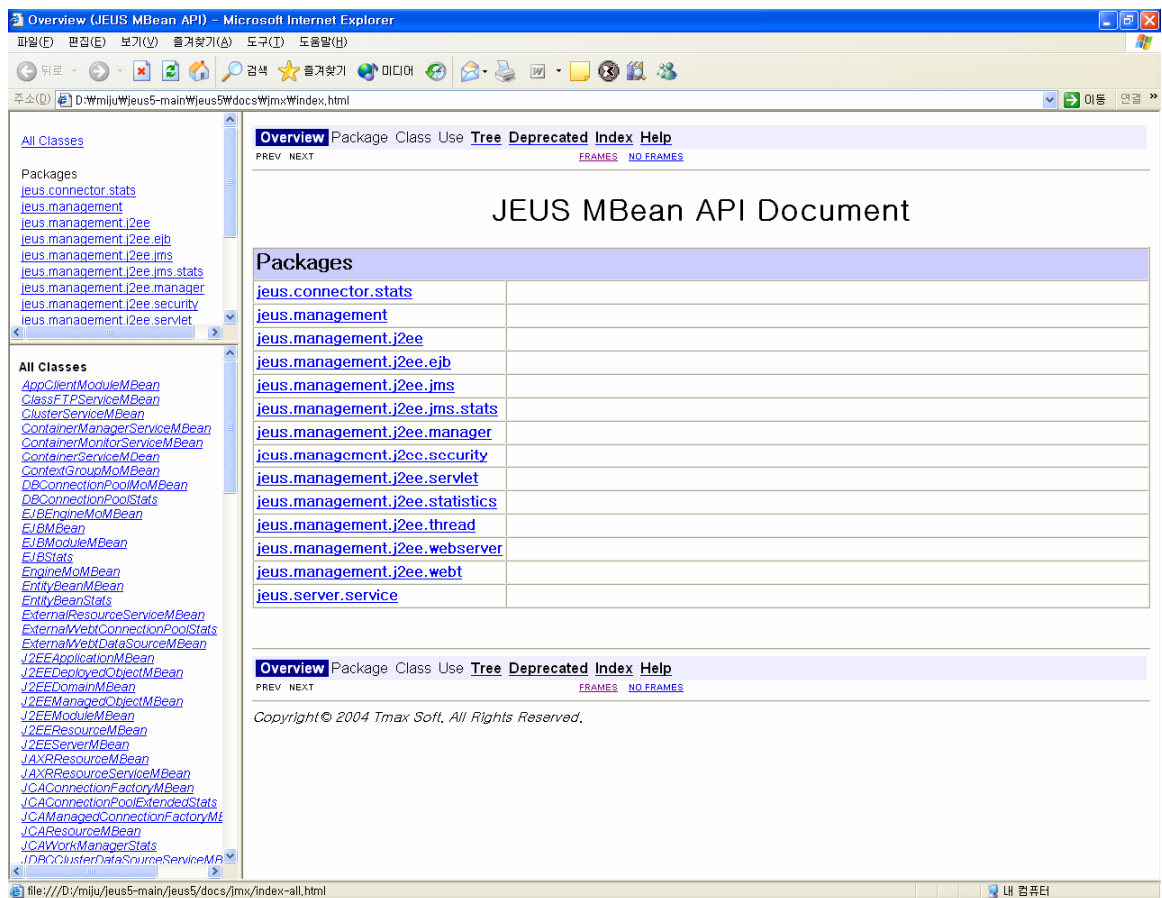 Overview (JEUS MBean API) - Microsoft Internet Explorer
파일(F) 편집(E) 보기(V) 즐겨찾기(A) 도구(T) 도움말(H)
뒤로 검색 즐겨찾기 미디어
주소(D) D:₩miju₩jeus5-main₩jeus5₩docs₩jmx₩index.html 이동 연결 »
All Classes
Packages
jeus.connector.stats
jeus.management
jeus.management.j2ee
jeus.management.j2ee.ejb
jeus.management.j2ee.jms
jeus.management.j2ee.jms.stats
jeus.management.j2ee.manager
jeus.management.j2ee.security
jeus.management.j2ee.servlet
All Classes
AppClientModuleMBean
ClassFTPServiceMBean
ClusterServiceMBean
ContainerManagerServiceMBean
ContainerMonitorServiceMBean
ContainerServiceMDean
ContextGroupMoMBean
DBConnectionPoolMoMBean
DBConnectionPoolStats
EJBEngineMoMBean
EJBMBean
EJBModuleMBean
EJBStats
EngineMoMBean
EntityBeanMBean
EntityBeanStats
ExternalResourceServiceMBean
ExternalWebtConnectionPoolStats
ExternalWebtDataSourceMBean
J2EEApplicationMBean
J2EEDeployedObjectMBean
J2EEDomainMBean
J2EEManagedObjectMBean
J2EEModuleMBean
J2EEResourceMBean
J2EEServerMBean
JAXRResourceMBean
JAXRResourceServiceMBean
JCAConnectionFactoryMBean
JCAConnectionPoolExtendedStats
JCAManagedConnectionFactoryME
JCAResourceMBean
JCAWorkManagerStats
JDBCClusterDataSourceServiceMB
Overview Package Class Use Tree Deprecated Index Help
PREV NEXT FRAMES NO FRAMES
JEUS MBean API Document
Packages
jeus.connector.stats
jeus.management
jeus.management.j2ee
jeus.management.j2ee.ejb
jeus.management.j2ee.jms
jeus.management.j2ee.jms.stats
jeus.management.j2ee.manager
jeus.management.j2ee.security
jeus.management.j2ee.servlet
jeus.management.j2ee.statistics
jeus.management.j2ee.thread
jeus.management.j2ee.webserver
jeus.management.j2ee.webt
jeus.server.service
Overview Package Class Use Tree Deprecated Index Help
PREV NEXT FRAMES NO FRAMES
Copyright© 2004 Tmax Soft. All Rights Reserved.
file:///D:/miju/jeus5-main/jeus5/docs/jmx/index-all.html 내 컴퓨터